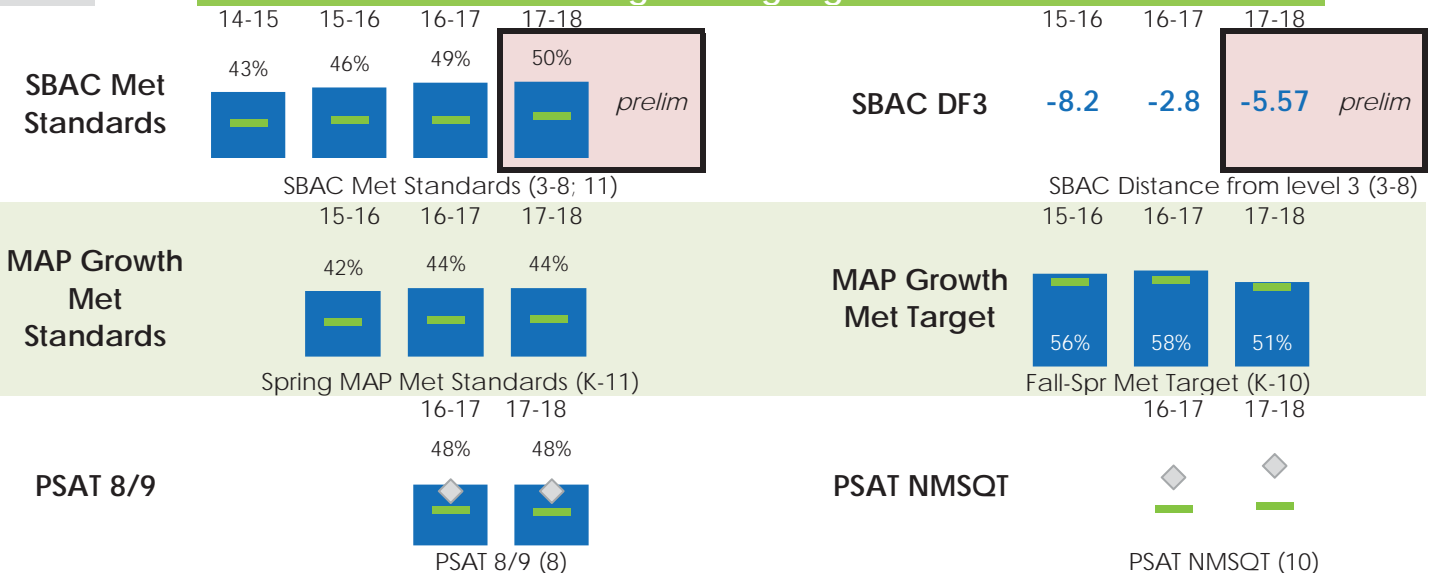 14-15 15-16 16-17 17-18 15-16 16-17 17-18
43% 46% 49% 50%
SBAC Met
Standards
prelim
SBAC DF3
-8.2 -2.8 -5.57 prelim
SBAC Met Standards (3-8; 11) SBAC Distance from level 3 (3-8)
15-16 16-17 17-18 15-16 16-17 17-18
MAP Growth
Met
Standards
42% 44% 44%
MAP Growth
Met Target
56% 58% 51%
Spring MAP Met Standards (K-11) Fall-Spr Met Target (K-10)
16-17 17-18 16-17 17-18
48% 48%
PSAT 8/9 PSAT NMSQT
PSAT 8/9 (8) PSAT NMSQT (10)